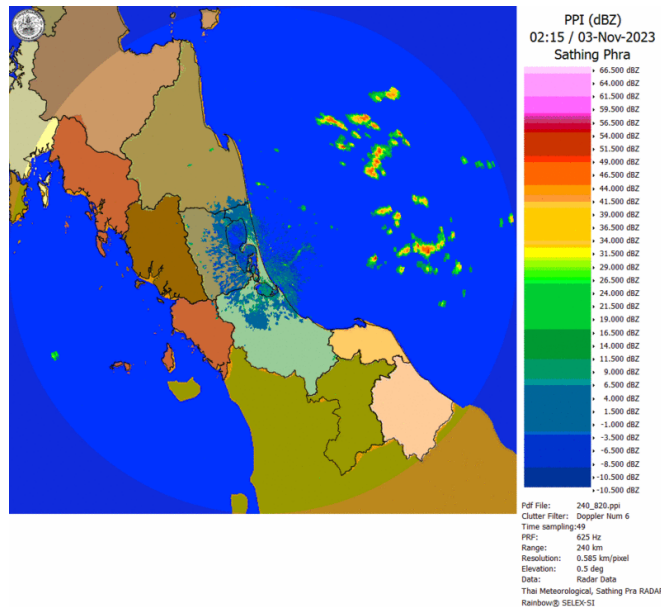 PPI (dBZ)
02:15 / 03-Nov-2023
Sathing Phra
66.500 dBZ
64.000 dBZ
61.500 dBZ
59.500 dBZ
56.500 dBZ
54.000 dBZ
51.500 dBZ
49.000 dBZ
46.500 dBZ
44.000 dBZ
41.500 dBZ
39.000 dBZ
36.500 dBZ
34.000 dBZ
31.500 dBZ
29.000 dBZ
26.500 dBZ
24.000 dBZ
21.500 dBZ
19.000 dBZ
16.500 dBZ
14.000 dBZ
11.500 dBZ
9.000 dBZ
6.500 dBZ
4.000 dBZ
1.500 dBZ
-1.000 dBZ
-3.500 dBZ
-6.500 dBZ
-8.500 dBZ
-10.500 dBZ
-10.500 dBZ
Pdf File: 240_820.ppi
Clutter Filter: Doppler Num 6
Time sampling:49
PRF: 625 Hz
Range: 240 km
Resolution: 0.585 km/pixel
Elevation: 0.5 deg
Data: Radar Data
Thai Meteorological, Sathing Pra RADAR
Rainbow® SELEX-SI